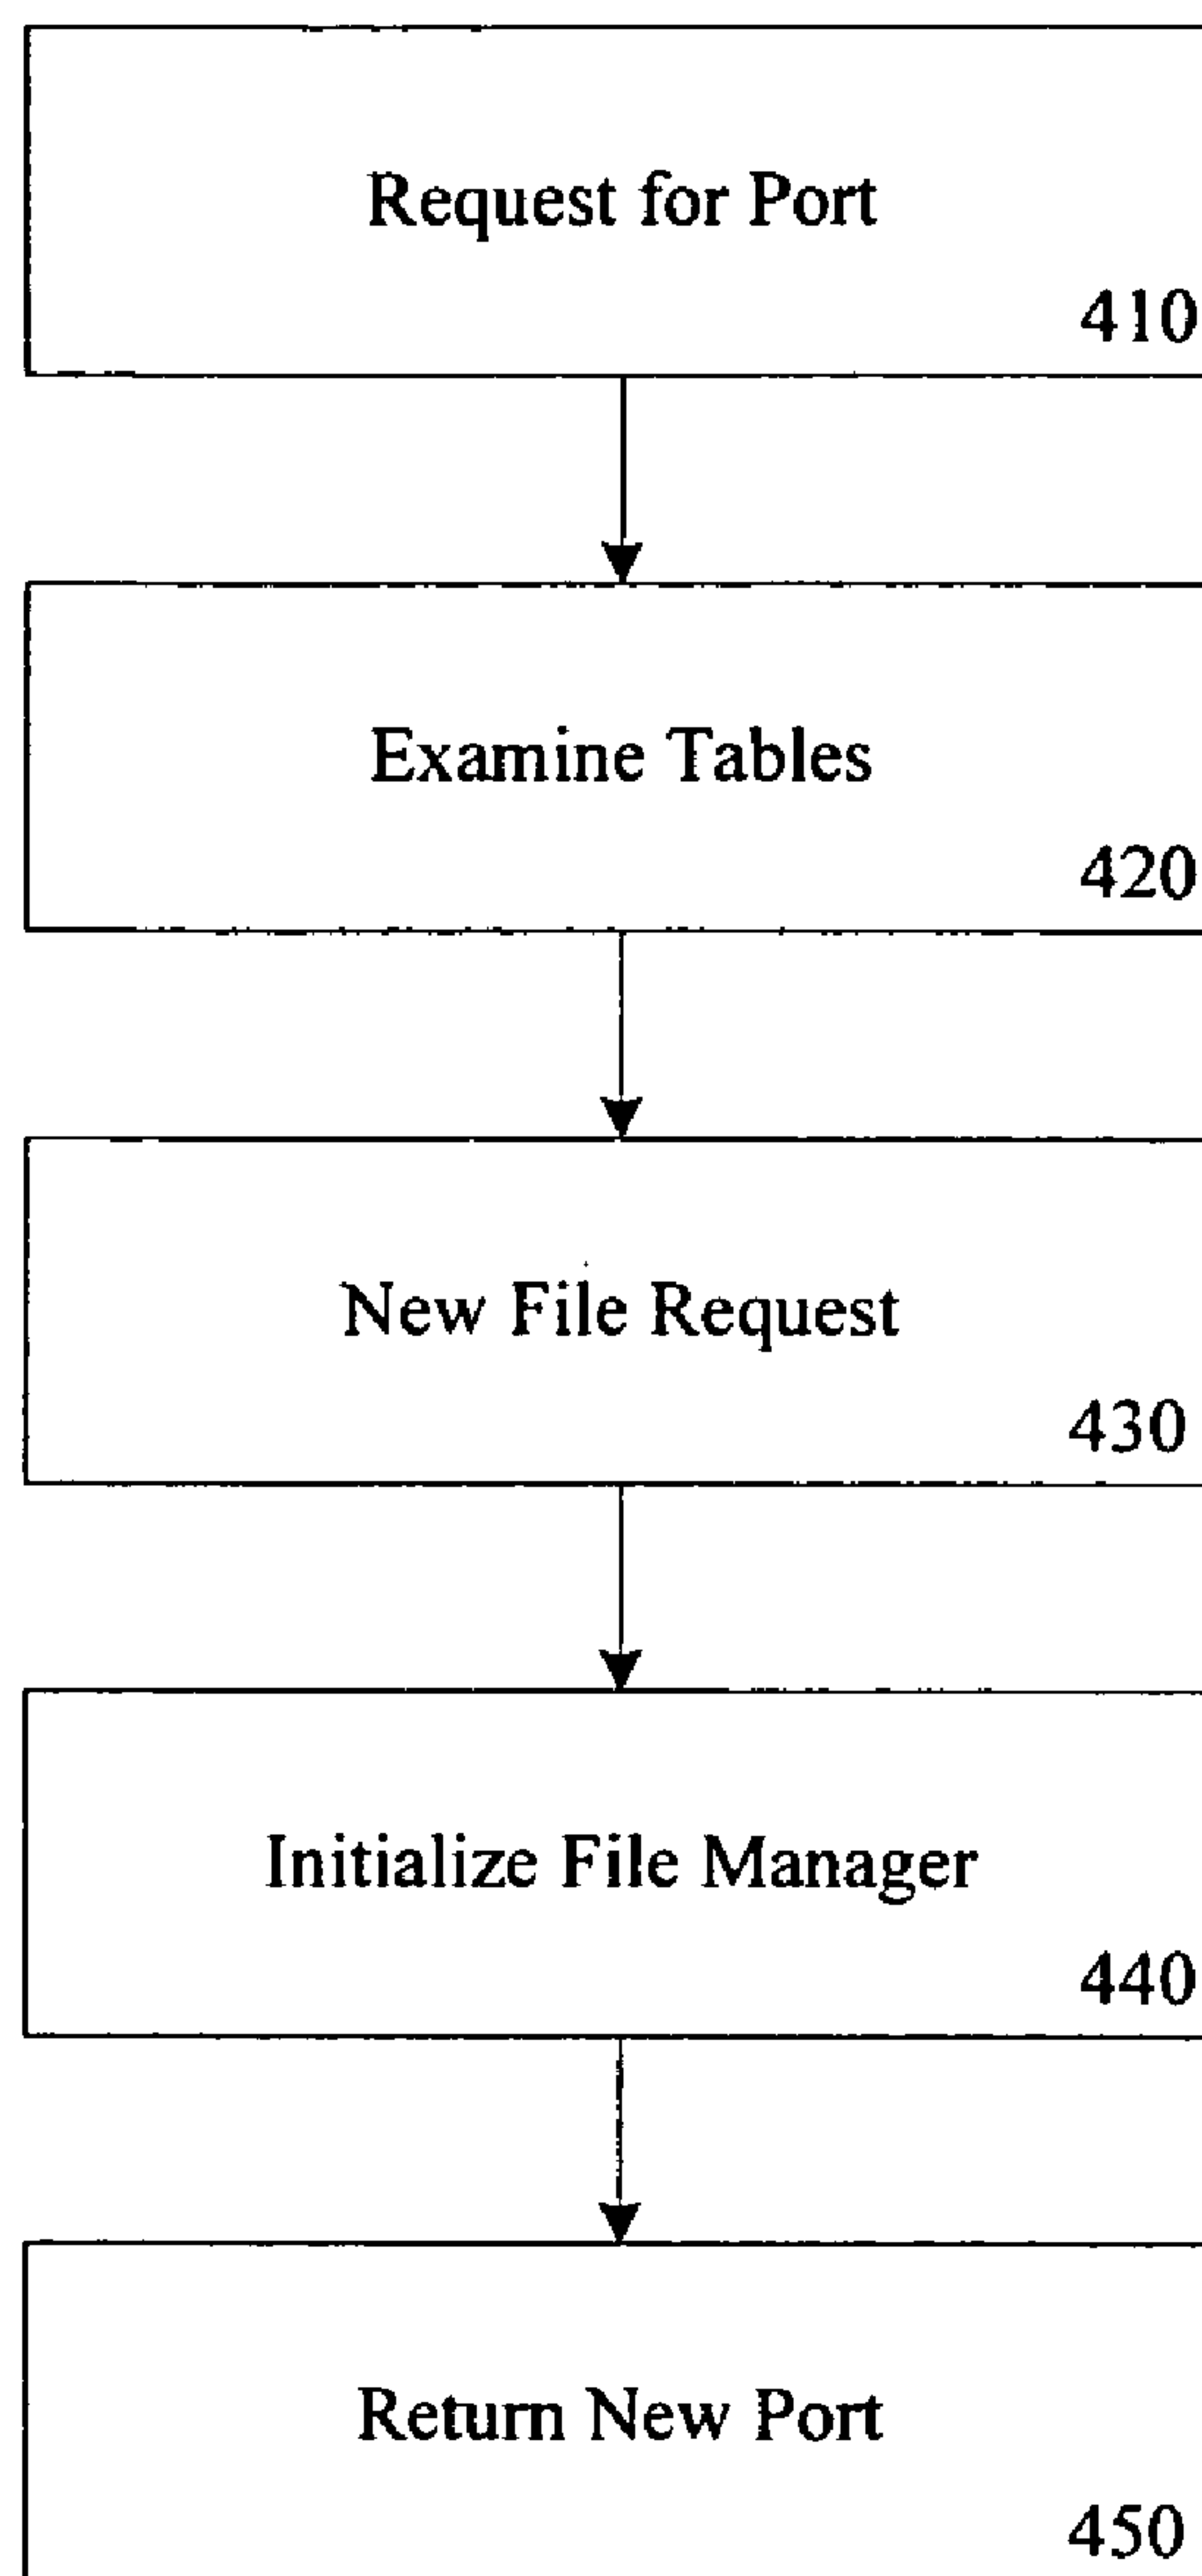 Request for Port
410
Examine Tables
420
New File Request
430
Initialize File Manager
440
Return New Port
450